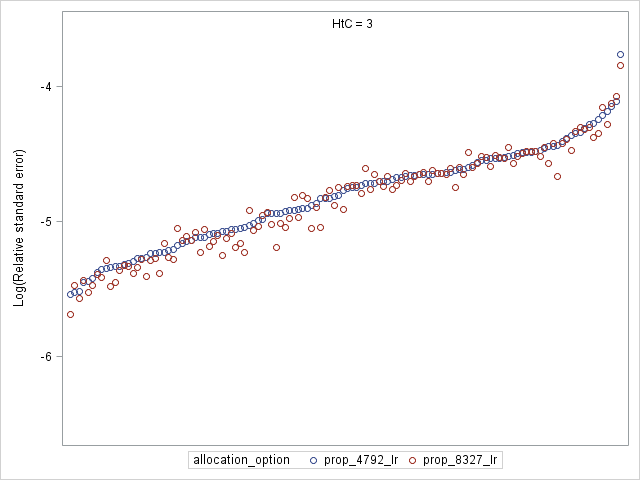 HtC = 3
-4
-5
-6
Log(Relative standard error)
allocation_option prop_4792_lr prop_8327_lr